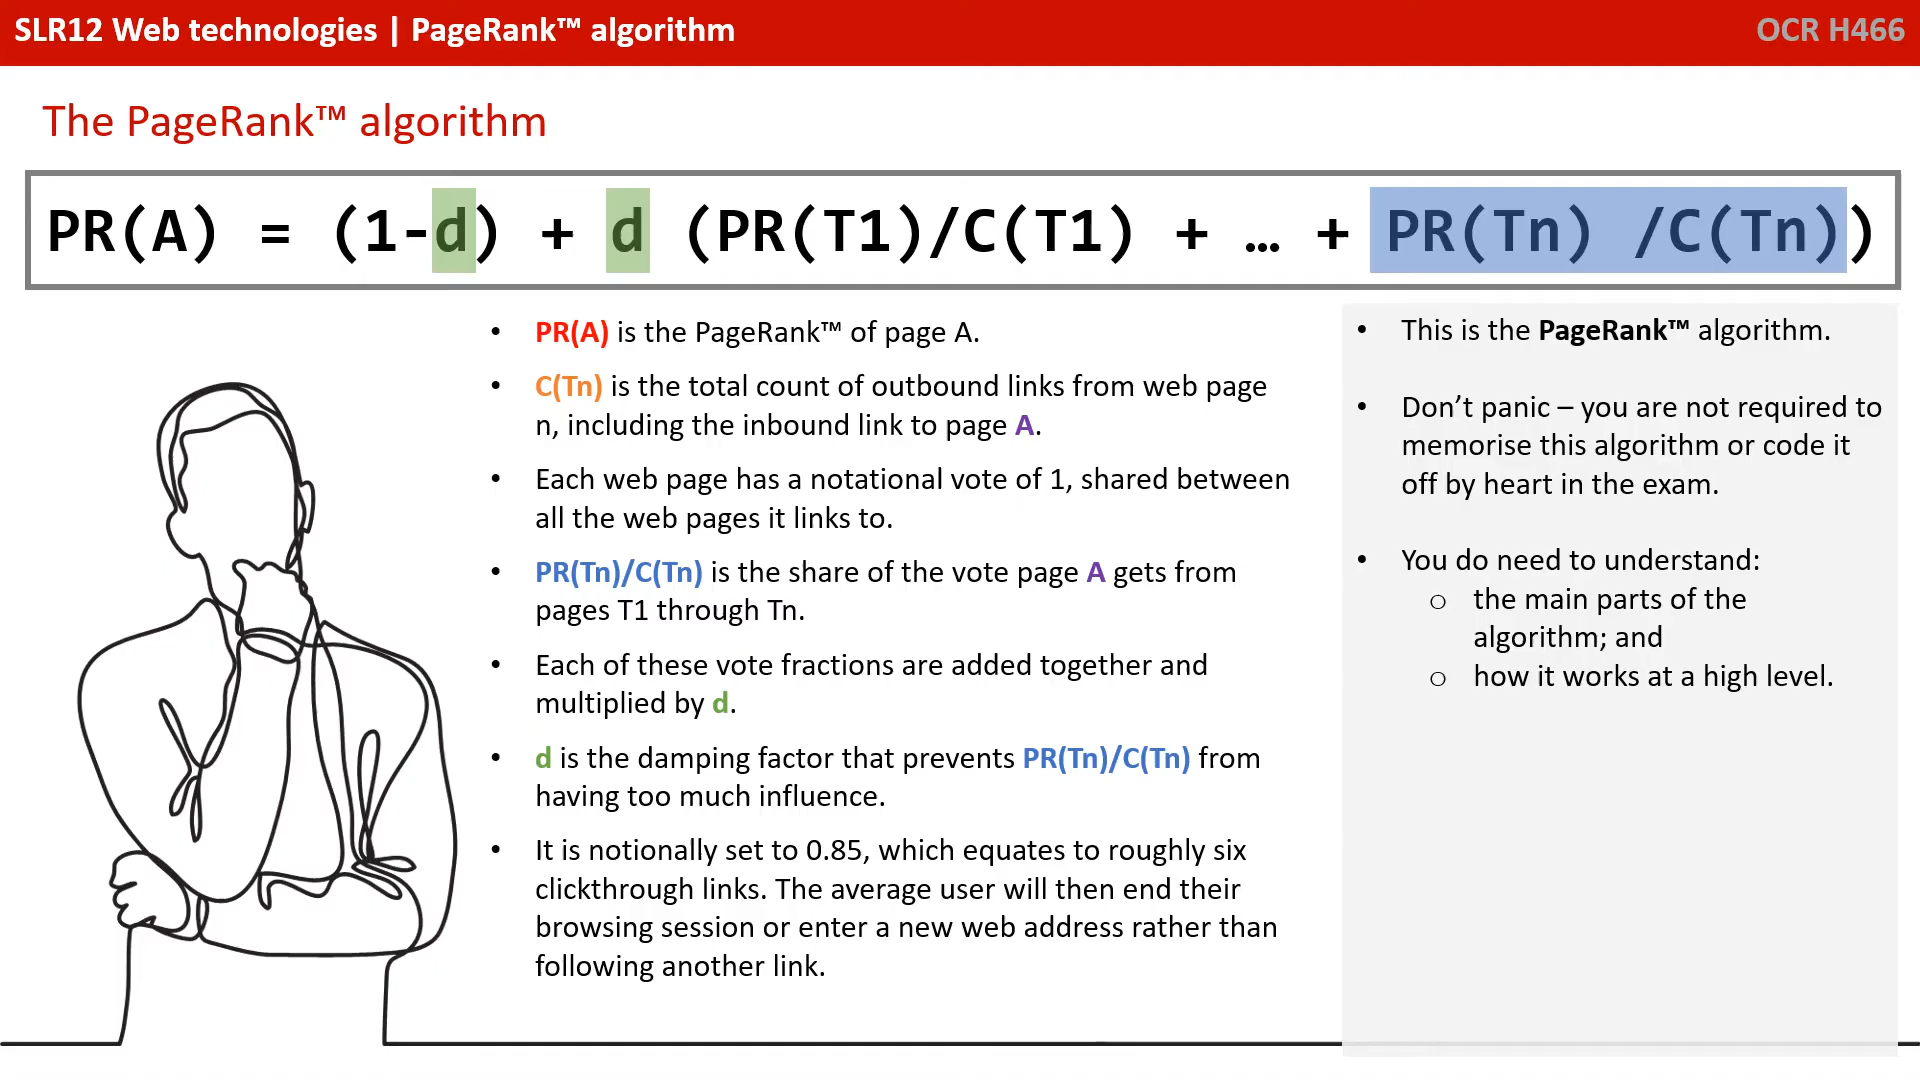 SLR12 Web technologies | PageRank™ algorithm
OCR H466
The PageRank™ algorithm
PR(A) = (1-d) + d (PR(T1)/C(T1) + … + PR(Tn) /C(Tn))
• PR(A) is the PageRank™ of page A.
• C(Tn) is the total count of outbound links from web page
n, including the inbound link to page A.
• Each web page has a notational vote of 1, shared between
all the web pages it links to.
• PR(Tn)/C(Tn) is the share of the vote page A gets from
pages T1 through Tn.
• Each of these vote fractions are added together and
multiplied by d.
• d is the damping factor that prevents PR(Tn)/C(Tn) from
having too much influence.
• It is notionally set to 0.85, which equates to roughly six
clickthrough links. The average user will then end their
browsing session or enter a new web address rather than
following another link.
• This is the PageRank™ algorithm.
• Don’t panic – you are not required to
memorise this algorithm or code it
off by heart in the exam.
• You do need to understand:
o the main parts of the
algorithm; and
o how it works at a high level.